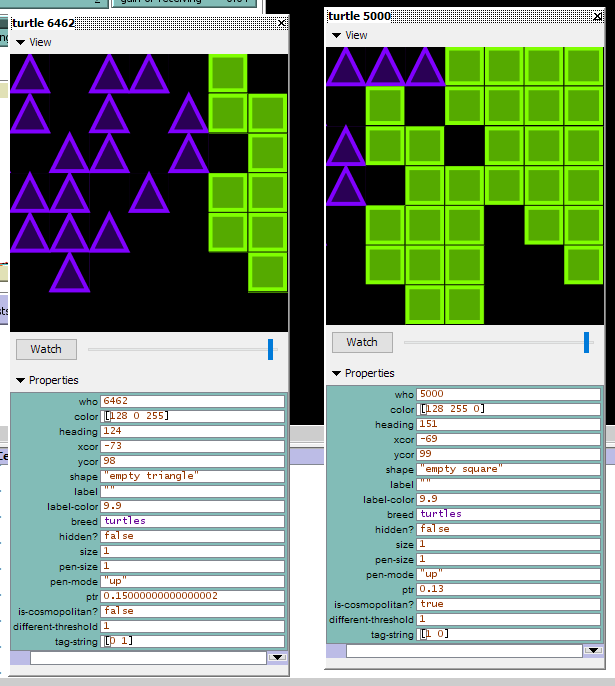 gain-of-receiving 0.04
turtle 6462
View
Watch
Properties
who 6462
color [128 0 255]
heading 124
xcor -73
ycor 98
shape "empty triangle"
label ""
label-color 9.9
breed turtles
hidden? false
size 1
pen-size 1
pen-mode "up"
ptr 0.15000000000000002
is-cosmopolitan? false
different-threshold 1
tag-string [0 1]
turtle 5000
View
Watch
Properties
who 5000
color [128 255 0]
heading 151
xcor -69
ycor 99
shape "empty square"
label ""
label-color 9.9
breed turtles
hidden? false
size 1
pen-size 1
pen-mode "up"
ptr 0.13
is-cosmopolitan? true
different-threshold 1
tag-string [1 0]